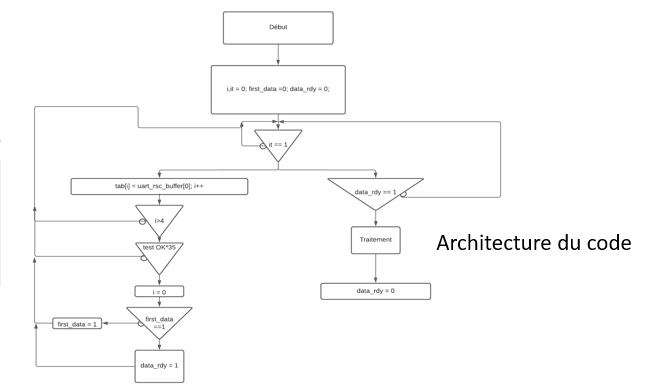 Début
i,it = 0; first_data =0; data_rdy = 0;
it == 1
tab[i] = uart_rsc_buffer[0]; i++
data_rdy == 1
i>4
test OK*35
Traitement
Architecture du code
i = 0
data_rdy = 0
first_data = 1
first_data
==1
data_rdy = 1